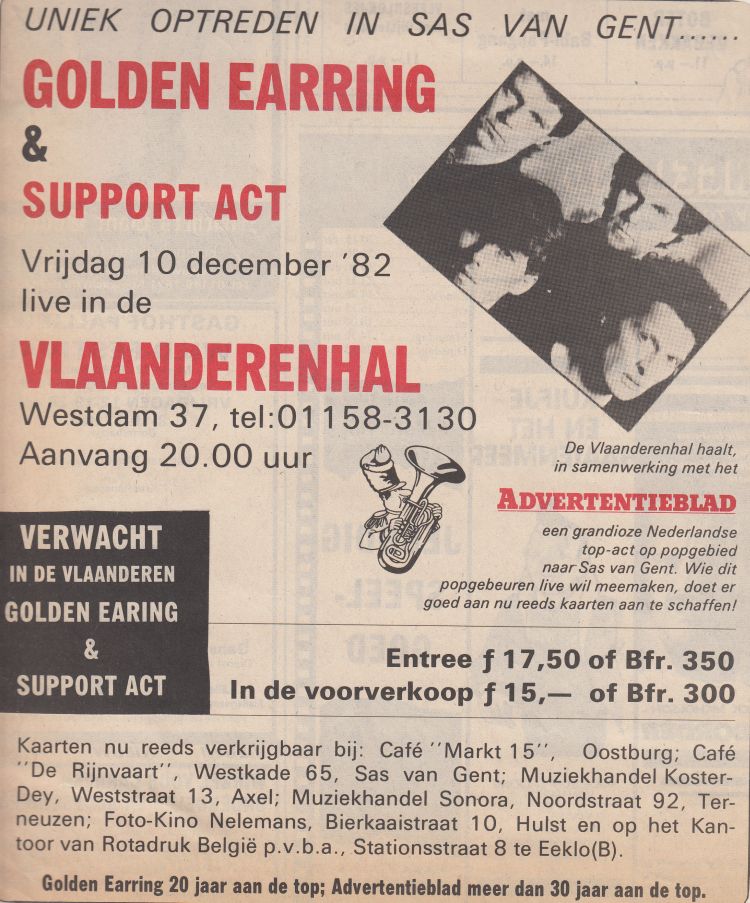 UNIEK OPTREDEN IN SAS VAN GENT......
GOLDEN EARRING
&
SUPPORT ACT
Vrijdag 10 december '82
live in de
VLAANDERENHAL
Westdam 37, tel:01158-3130
Aanvang 20.00 uur
De Vlaanderenhal haalt,
in samenwerking met het
ADVERTENTIEBLAD
een grandioze Nederlandse
top-act op popgebied
naar Sas van Gent. Wie dit
popgebeuren live wil meemaken, doet er
goed aan nu reeds kaarten aan te schaffen!
VERWACHT
IN DE VLAANDEREN
GOLDEN EARING
&
SUPPORT ACT
Entree ƒ 17,50 of Bfr. 350
In de voorverkoop ƒ 15,— of Bfr. 300
Kaarten nu reeds verkrijgbaar bij: Café "Markt 15", Oostburg; Café
"De Rijnvaart", Westkade 65, Sas van Gent; Muziekhandel Koster-
Dey, Weststraat 13, Axel; Muziekhandel Sonora, Noordstraat 92, Ter-
neuzen; Foto-Kino Nelemans, Bierkaaistraat 10, Hulst en op het Kan-
toor van Rotadruk België p.v.b.a., Stationsstraat 8 te Eeklo(B).
Golden Earring 20 jaar aan de top; Advertentieblad meer dan 30 jaar aan de top.